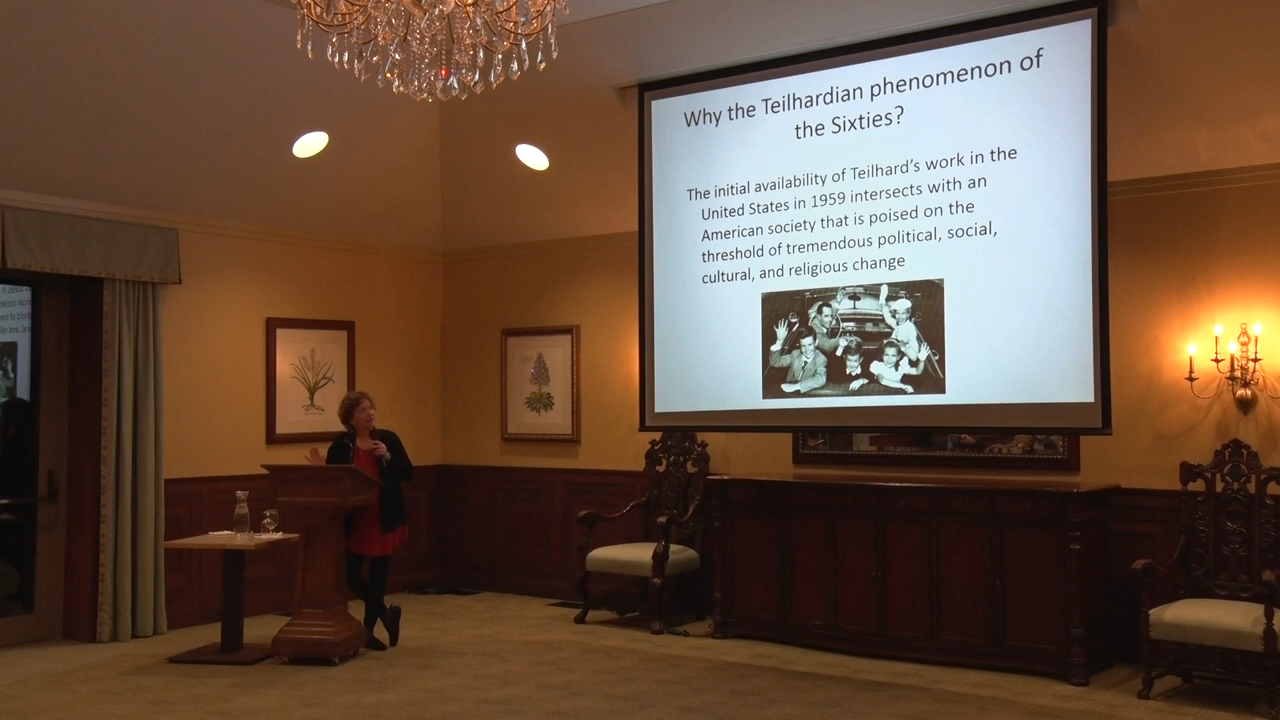 Why the Teilhardian phenomenon of
the Sixties?
The initial availability of Teilhard's work in the
United States in 1959 intersects with an
American society that is poised on the
threshold of tremendous political, social,
cultural, and religious change